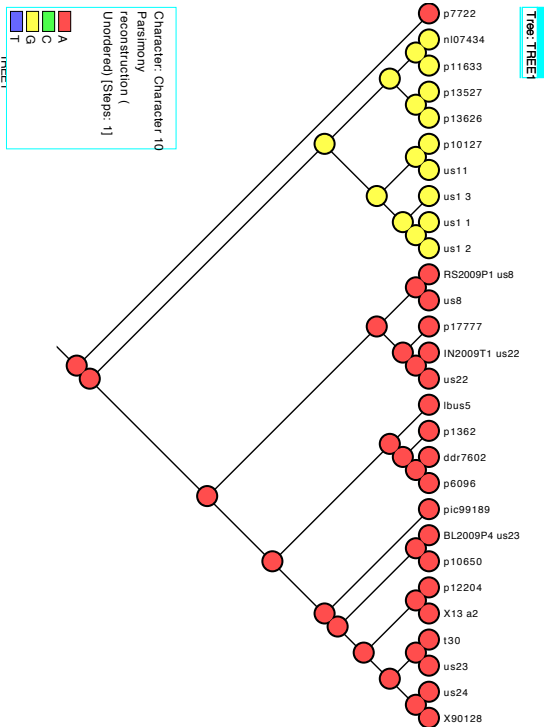 Tree: TREE1
Character: Character 10
Parsimony
reconstruction (
Unordered) [Steps: 1]
A
C
G
T
p7722
nl07434
p11633
p13527
p13626
p10127
us11
us1 3
us1 1
us1 2
RS2009P1 us8
us8
p17777
IN2009T1 us22
us22
lbus5
p1362
ddr7602
p6096
pic99189
BL2009P4 us23
p10650
p12204
X13 a2
t30
us23
us24
X90128